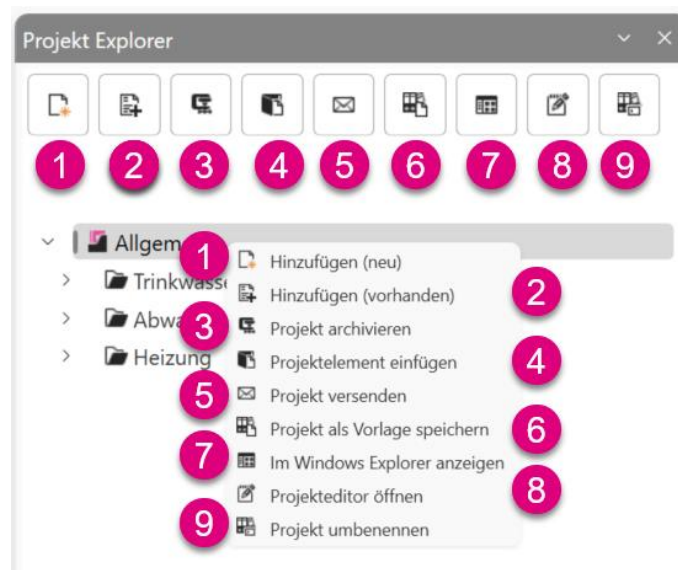 Projekt Explorer
1 2 3 4 5 6 7 8 9
Allgem
1 Hinzufügen (neu)
Trinkwasse
Hinzufügen (vorhanden) 2
Abwa
3 Projekt archivieren
Heizung
Projektelement einfügen 4
5 Projekt versenden
Projekt als Vorlage speichern 6
7 Im Windows Explorer anzeigen
Projekteditor öffnen 8
9 Projekt umbenennen